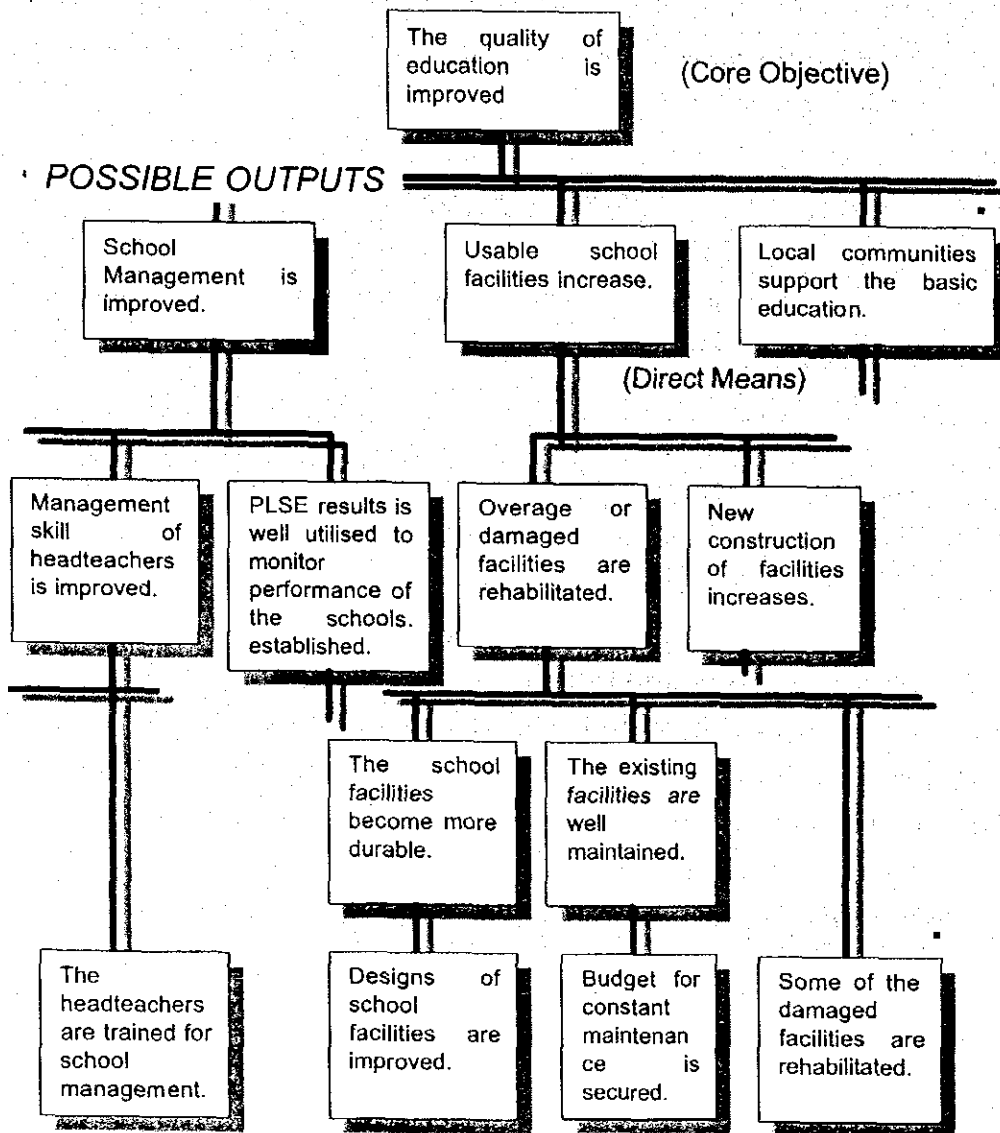 The quality of
education is
improved
(Core Objective)
POSSIBLE OUTPUTS
School
Management is
improved.
Usable school
facilities increase.
Local communities
support the basic
education.
(Direct Means)
Management
skill of
headteachers
is improved.
PLSE results is
well utilised to
monitor
performance of
the schools.
established.
Overage or
damaged
facilities are
rehabilitated.
New
construction
of facilities
increases.
The school
facilities
become more
durable.
The existing
facilities are
well
maintained.
The
headteachers
are trained for
school
management.
Designs of
school
facilities are
improved.
Budget for
constant
maintenan
ce is
secured.
Some of the
damaged
facilities are
rehabilitated.